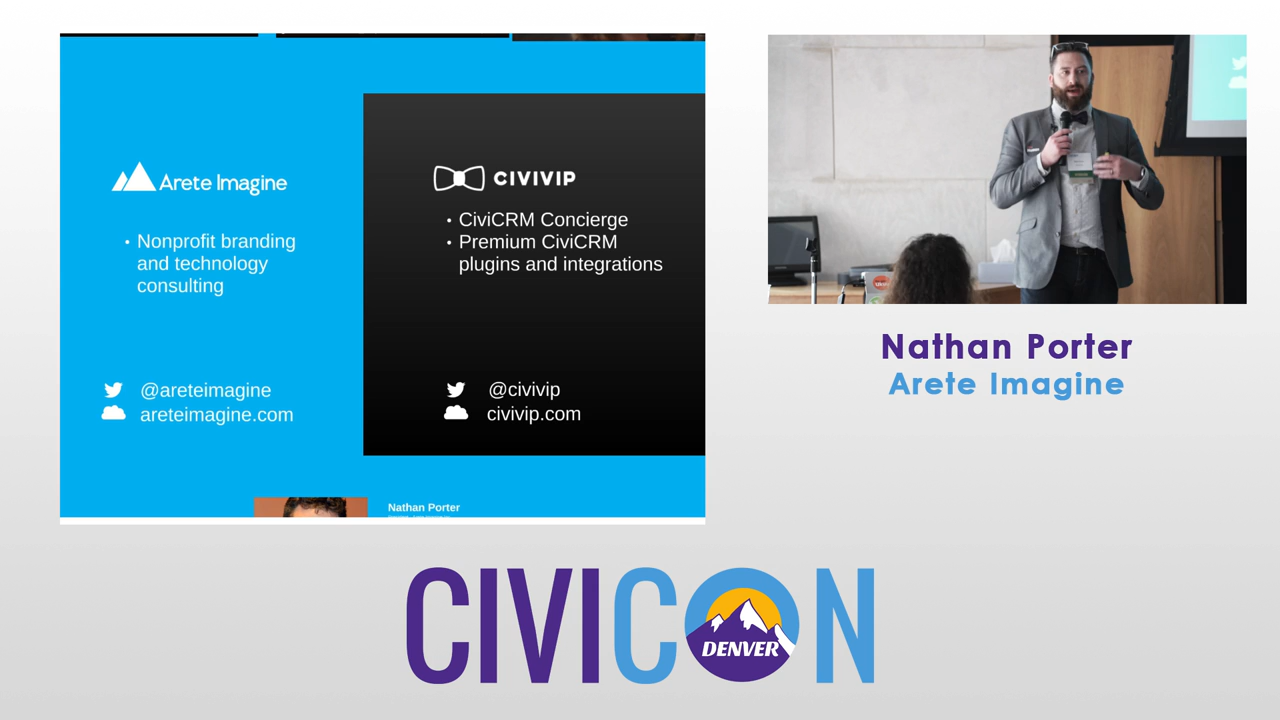 Arete Imagine
• Nonprofit branding
and technology
consulting
@areteimagine
areteimagine.com
CIVIVIP
• CiviCRM Concierge
• Premium CiviCRM
plugins and integrations
@civivip
civivip.com
Nathan Porter
Nathan Porter
Arete Imagine
CIVICON
DENVER